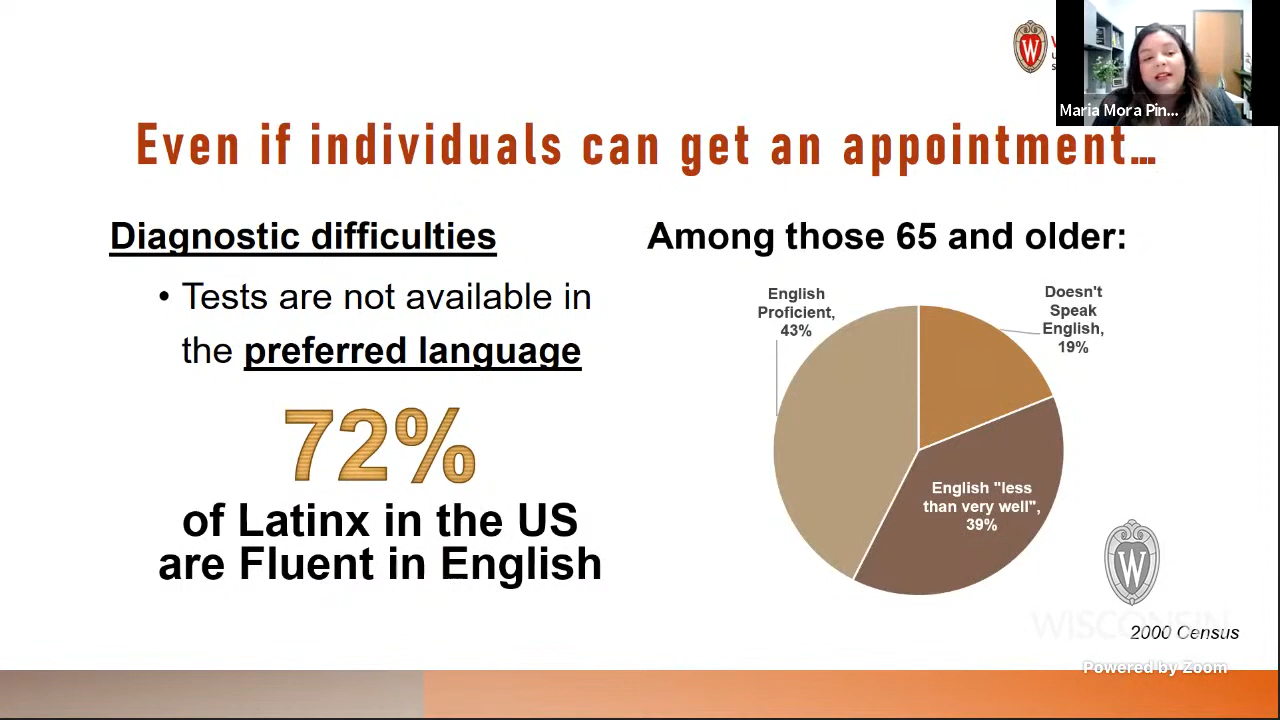 W
Maria Mora Pin...
Even if individuals can get an appointment...
Diagnostic difficulties
• Tests are not available in
the preferred language
72%
of Latinx in the US
are Fluent in English
Among those 65 and older:
English
Proficient,
43%
Doesn't
Speak
English,
19%
English "less
than very well",
39%
W
WISCONSIN
2000 Census
Powered by Zoom